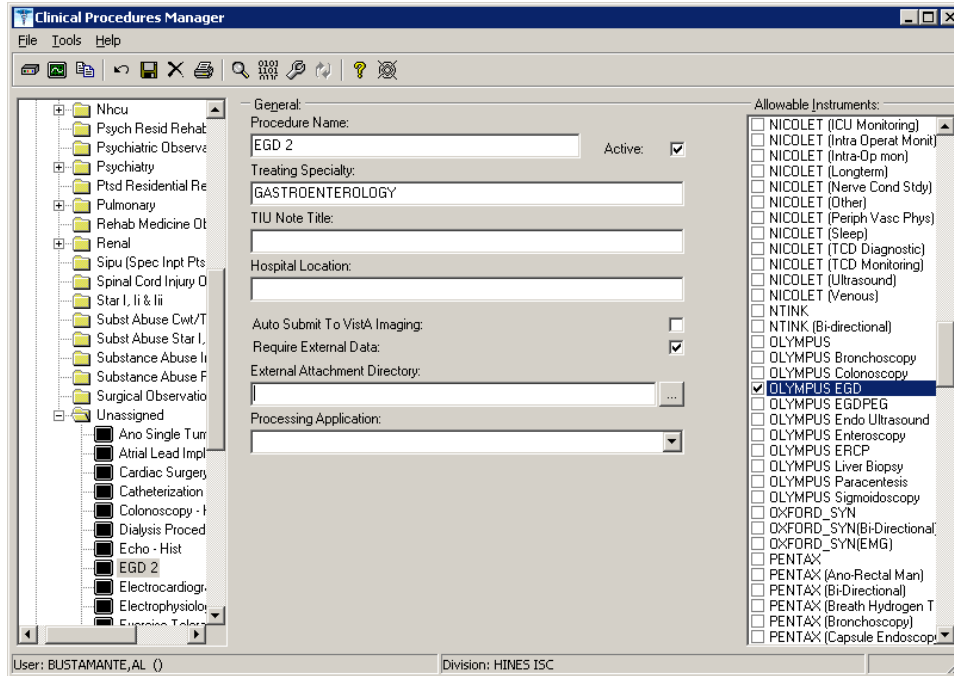 Clinical Procedures Manager
File Tools Help
Nhcu
Psych Resid Rehab
Psychiatric Observa
Psychiatry
Ptsd Residential Re
Pulmonary
Rehab Medicine Ob
Renal
Sipu (Spec Inpt Pts
Spinal Cord Injury O
Star I, Ii & Iii
Subst Abuse Cwt/T
Subst Abuse Star I,
Substance Abuse In
Substance Abuse R
Surgical Observatio
Unassigned
Ano Single Tum
Atrial Lead Impl
Cardiac Surgery
Catheterization
Colonoscopy - H
Dialysis Proced
Echo - Hist
EGD 2
Electrocardiogra
Electrophysiolog
Exercise Tolera
General:
Procedure Name:
EGD 2
Active:
Treating Specialty:
GASTROENTEROLOGY
TIU Note Title:
Hospital Location:
Auto Submit To VistA Imaging:
Require External Data:
External Attachment Directory:
...
Processing Application:
Allowable Instruments:
NICOLET (ICU Monitoring)
NICOLET (Intra Operat Monit)
NICOLET (Intra-Op mon)
NICOLET (Longterm)
NICOLET (Nerve Cond Stdy)
NICOLET (Other)
NICOLET (Periph Vasc Phys)
NICOLET (Sleep)
NICOLET (TCD Diagnostic)
NICOLET (TCD Monitoring)
NICOLET (Ultrasound)
NICOLET (Venous)
NTINK
NTINK (Bi-directional)
OLYMPUS
OLYMPUS Bronchoscopy
OLYMPUS Colonoscopy
OLYMPUS EGD
OLYMPUS EGDPEG
OLYMPUS Endo Ultrasound
OLYMPUS Enteroscopy
OLYMPUS ERCP
OLYMPUS Liver Biopsy
OLYMPUS Paracentesis
OLYMPUS Sigmoidoscopy
OXFORD_SYN
OXFORD_SYN(Bi-Directional
OXFORD_SYN(EMG)
PENTAX
PENTAX (Ano-Rectal Man)
PENTAX (Bi-Directional)
PENTAX (Breath Hydrogen T
PENTAX (Bronchoscopy)
PENTAX (Capsule Endoscop
User: BUSTAMANTE,AL ()
Division: HINES ISC